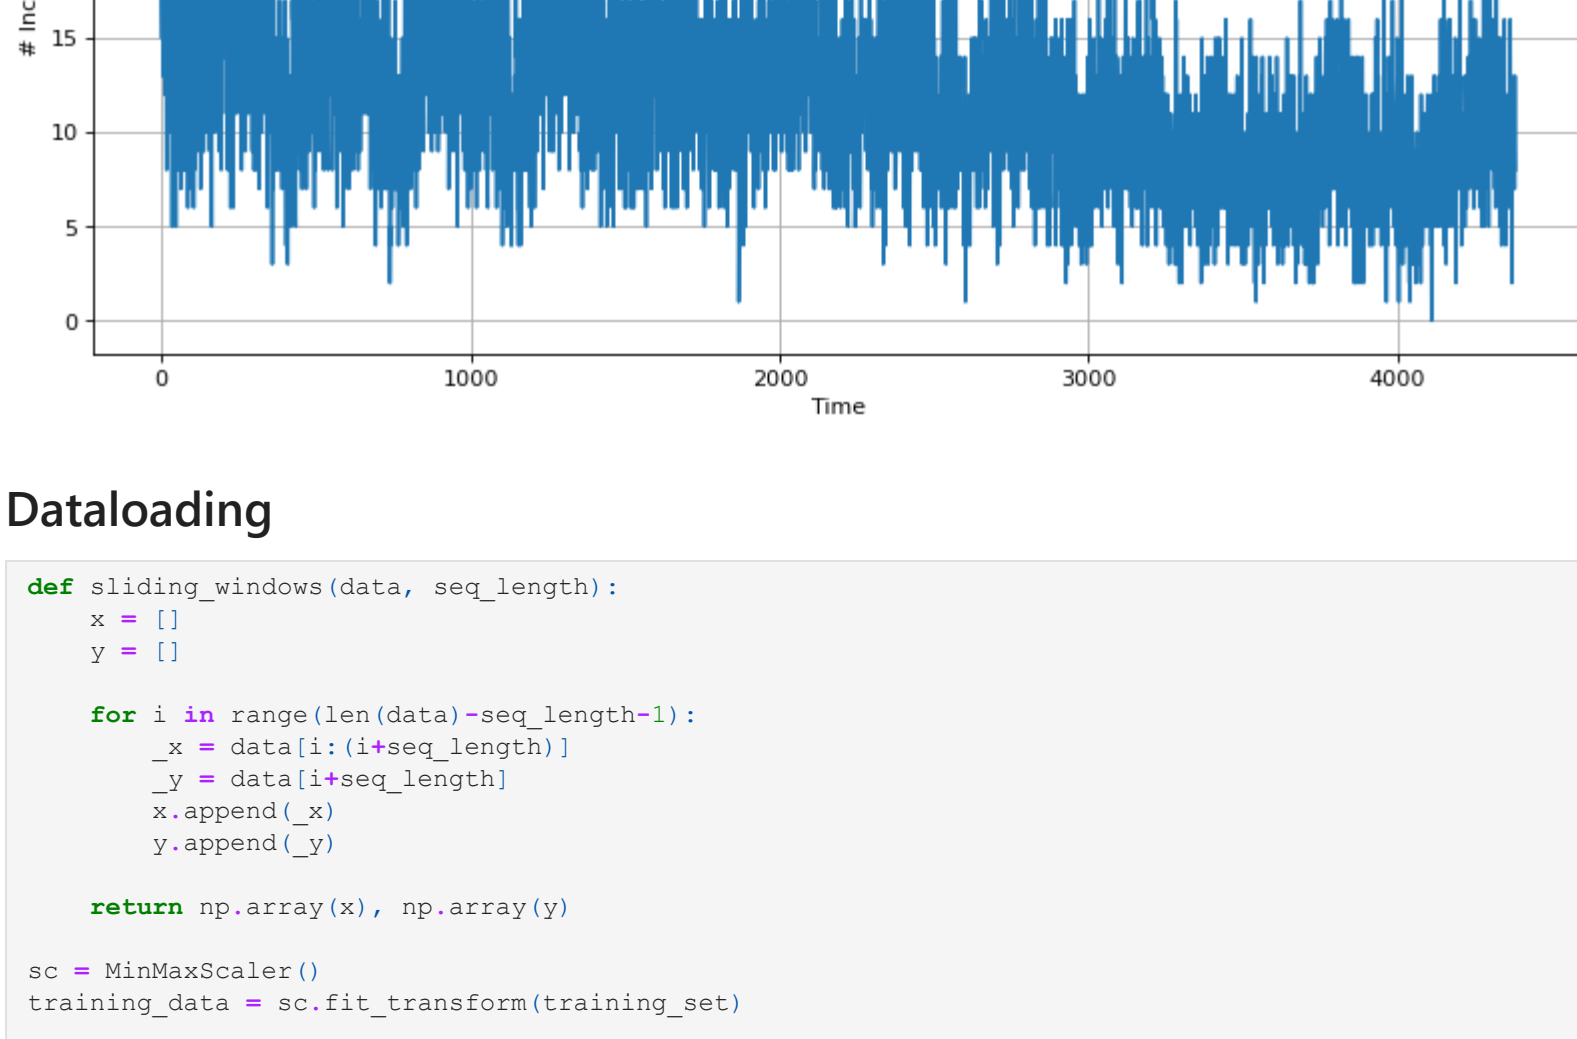 # Inc
15
10
5
0
0 1000 2000 3000 4000
Time
Dataloading
def sliding_windows(data, seq_length):
    x = []
    y = []
    for i in range(len(data)-seq_length-1):
        _x = data[i:(i+seq_length)]
        _y = data[i+seq_length]
        x.append(_x)
        y.append(_y)
    return np.array(x), np.array(y)
sc = MinMaxScaler()
training_data = sc.fit_transform(training_set)